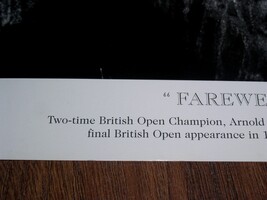 “ FAREWE
Two-time British Open Champion, Arnold
final British Open appearance in 1